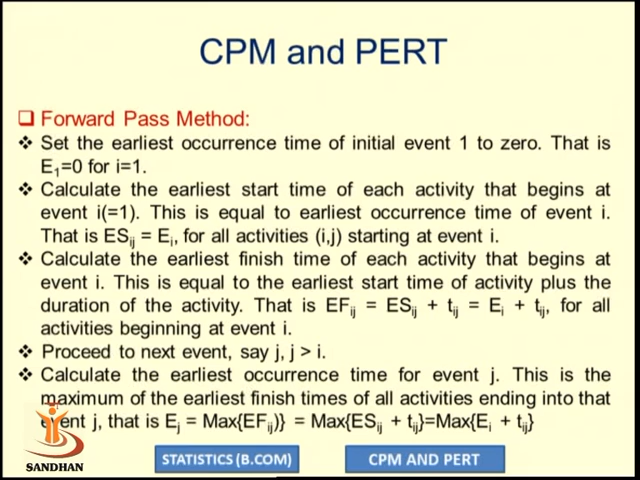 CPM and PERT
❑ Forward Pass Method:
❖ Set the earliest occurrence time of initial event 1 to zero. That is
E₁=0 for i=1.
❖ Calculate the earliest start time of each activity that begins at
event i(=1). This is equal to earliest occurrence time of event i.
That is ESij = Ei, for all activities (i,j) starting at event i.
❖ Calculate the earliest finish time of each activity that begins at
event i. This is equal to the earliest start time of activity plus the
duration of the activity. That is EFij = ESij + tij = Ei + tij, for all
activities beginning at event i.
❖ Proceed to next event, say j, j > i.
❖ Calculate the earliest occurrence time for event j. This is the
maximum of the earliest finish times of all activities ending into that
event j, that is Ej = Max{EFij)} = Max{ESij + tij}=Max{Ei + tij}
SANDHAN
STATISTICS (B.COM)
CPM AND PERT